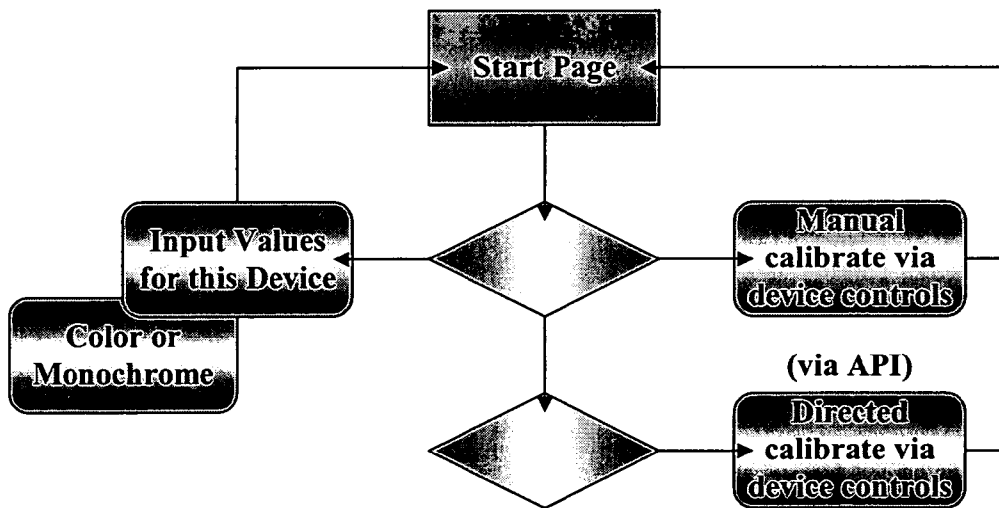 Start Page
Input Values
for this Device
Color or
Monochrome
Manual
calibrate via
device controls
(via API)
Directed
calibrate via
device controls